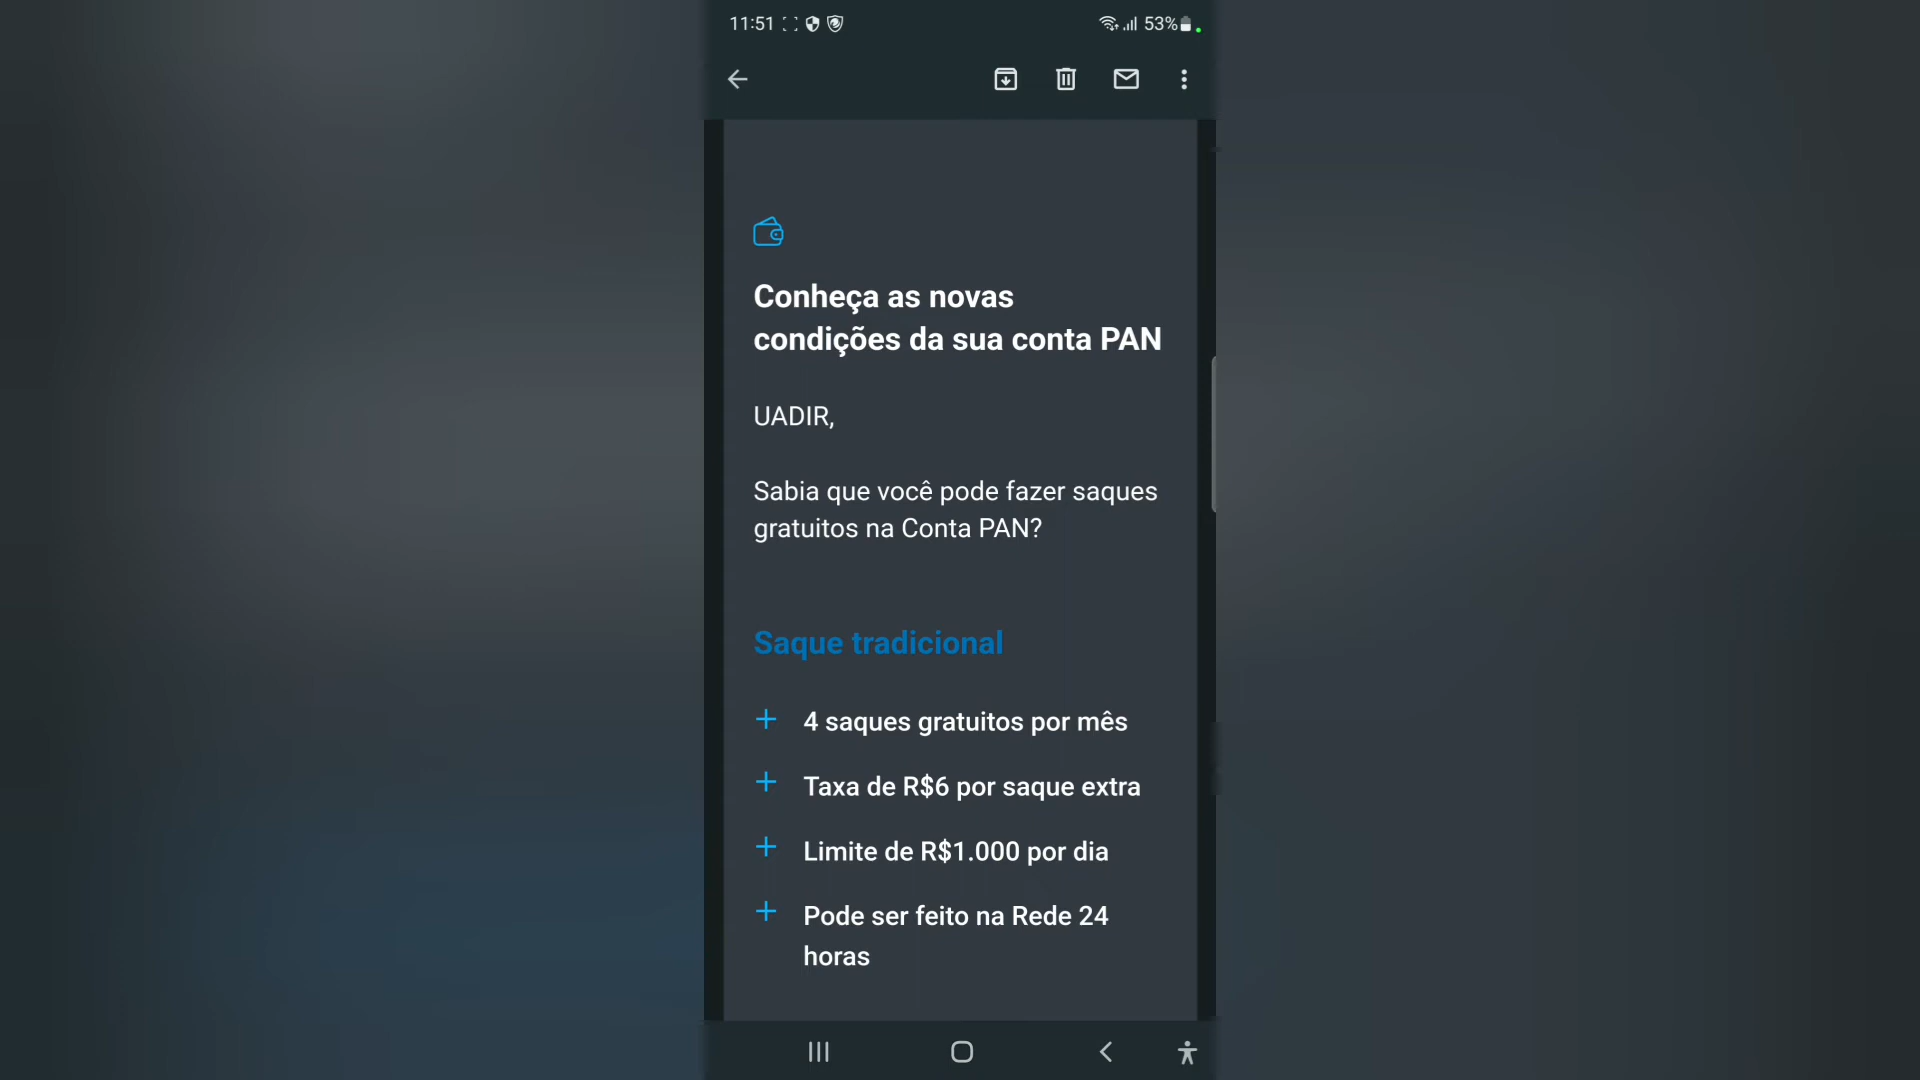 11:51
53%
Conheça as novas
condições da sua conta PAN
UADIR,
Sabia que você pode fazer saques
gratuitos na Conta PAN?
Saque tradicional
+ 4 saques gratuitos por mês
+ Taxa de R$6 por saque extra
+ Limite de R$1.000 por dia
+ Pode ser feito na Rede 24
horas